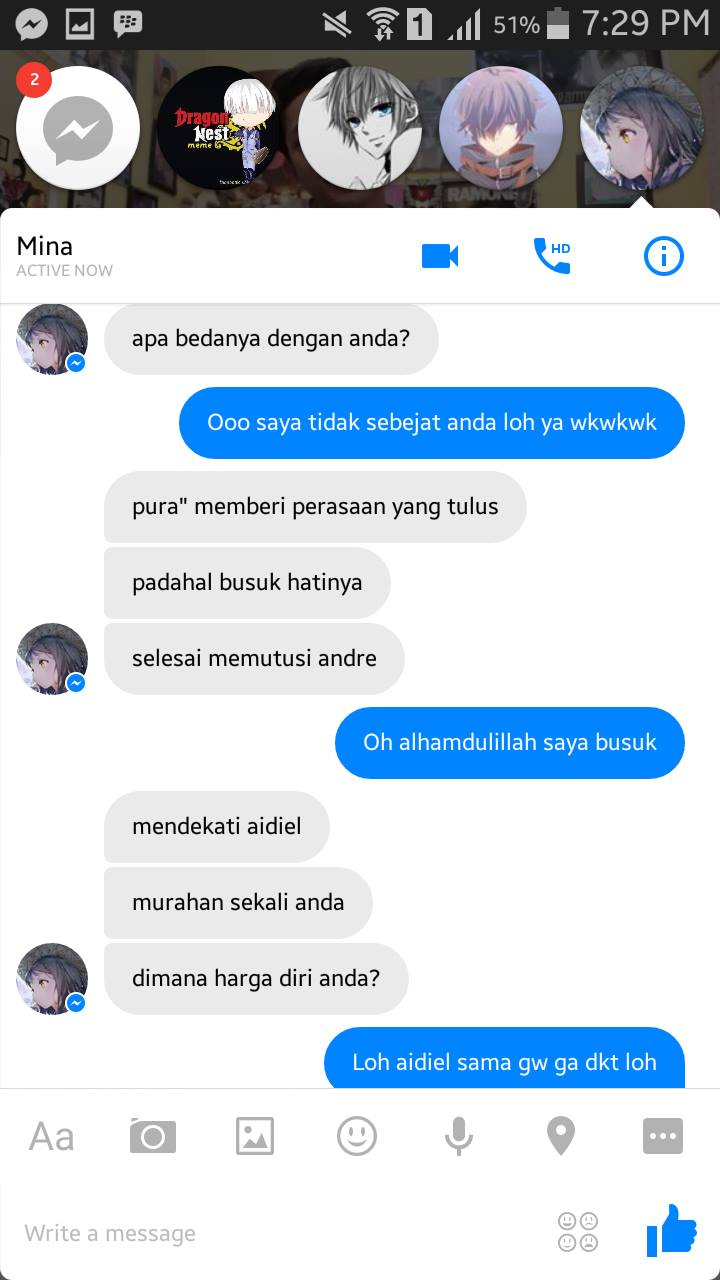 1
51%
7:29 PM
2
Dragon
Nest
meme
RAMONES
Mina
ACTIVE NOW
HD
apa bedanya dengan anda?
Ooo saya tidak sebejat anda loh ya wkwkwk
pura" memberi perasaan yang tulus
padahal busuk hatinya
selesai memutusi andre
Oh alhamdulillah saya busuk
mendekati aidiel
murahan sekali anda
dimana harga diri anda?
Loh aidiel sama gw ga dkt loh
Aa
Write a message